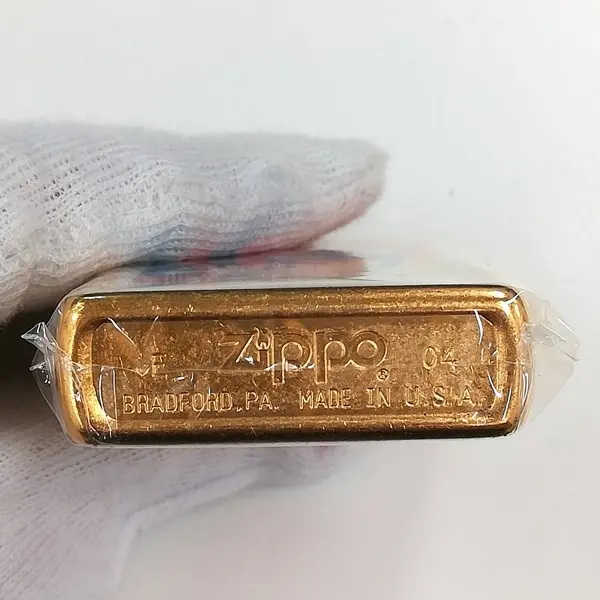 E Zippo® 04
BRADFORD, PA. MADE IN U.S.A.